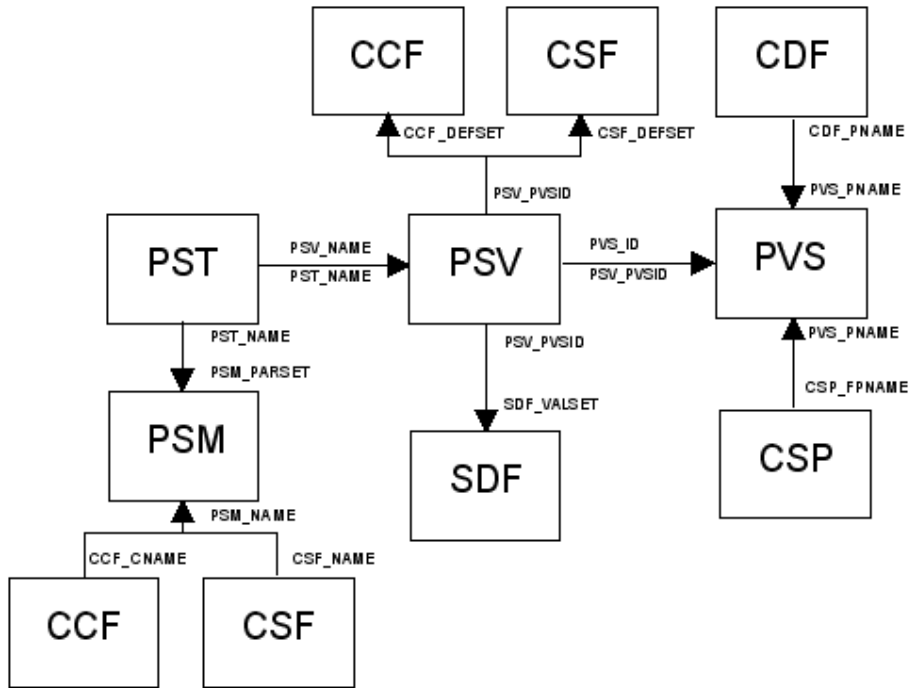 CCF
CSF
CDF
CCF_DEFSET
CSF_DEFSET
CDF_PNAME
PSV_PVSID
PVS_PNAME
PST
PSV_NAME
PST_NAME
PSV
PVS_ID
PSV_PVSID
PVS
PST_NAME
PSM_PARSET
PSV_PVSID
SDF_VALSET
PVS_PNAME
CSP_FPNAME
PSM
SDF
CSP
PSM_NAME
CCF_CNAME
CSF_NAME
CCF
CSF